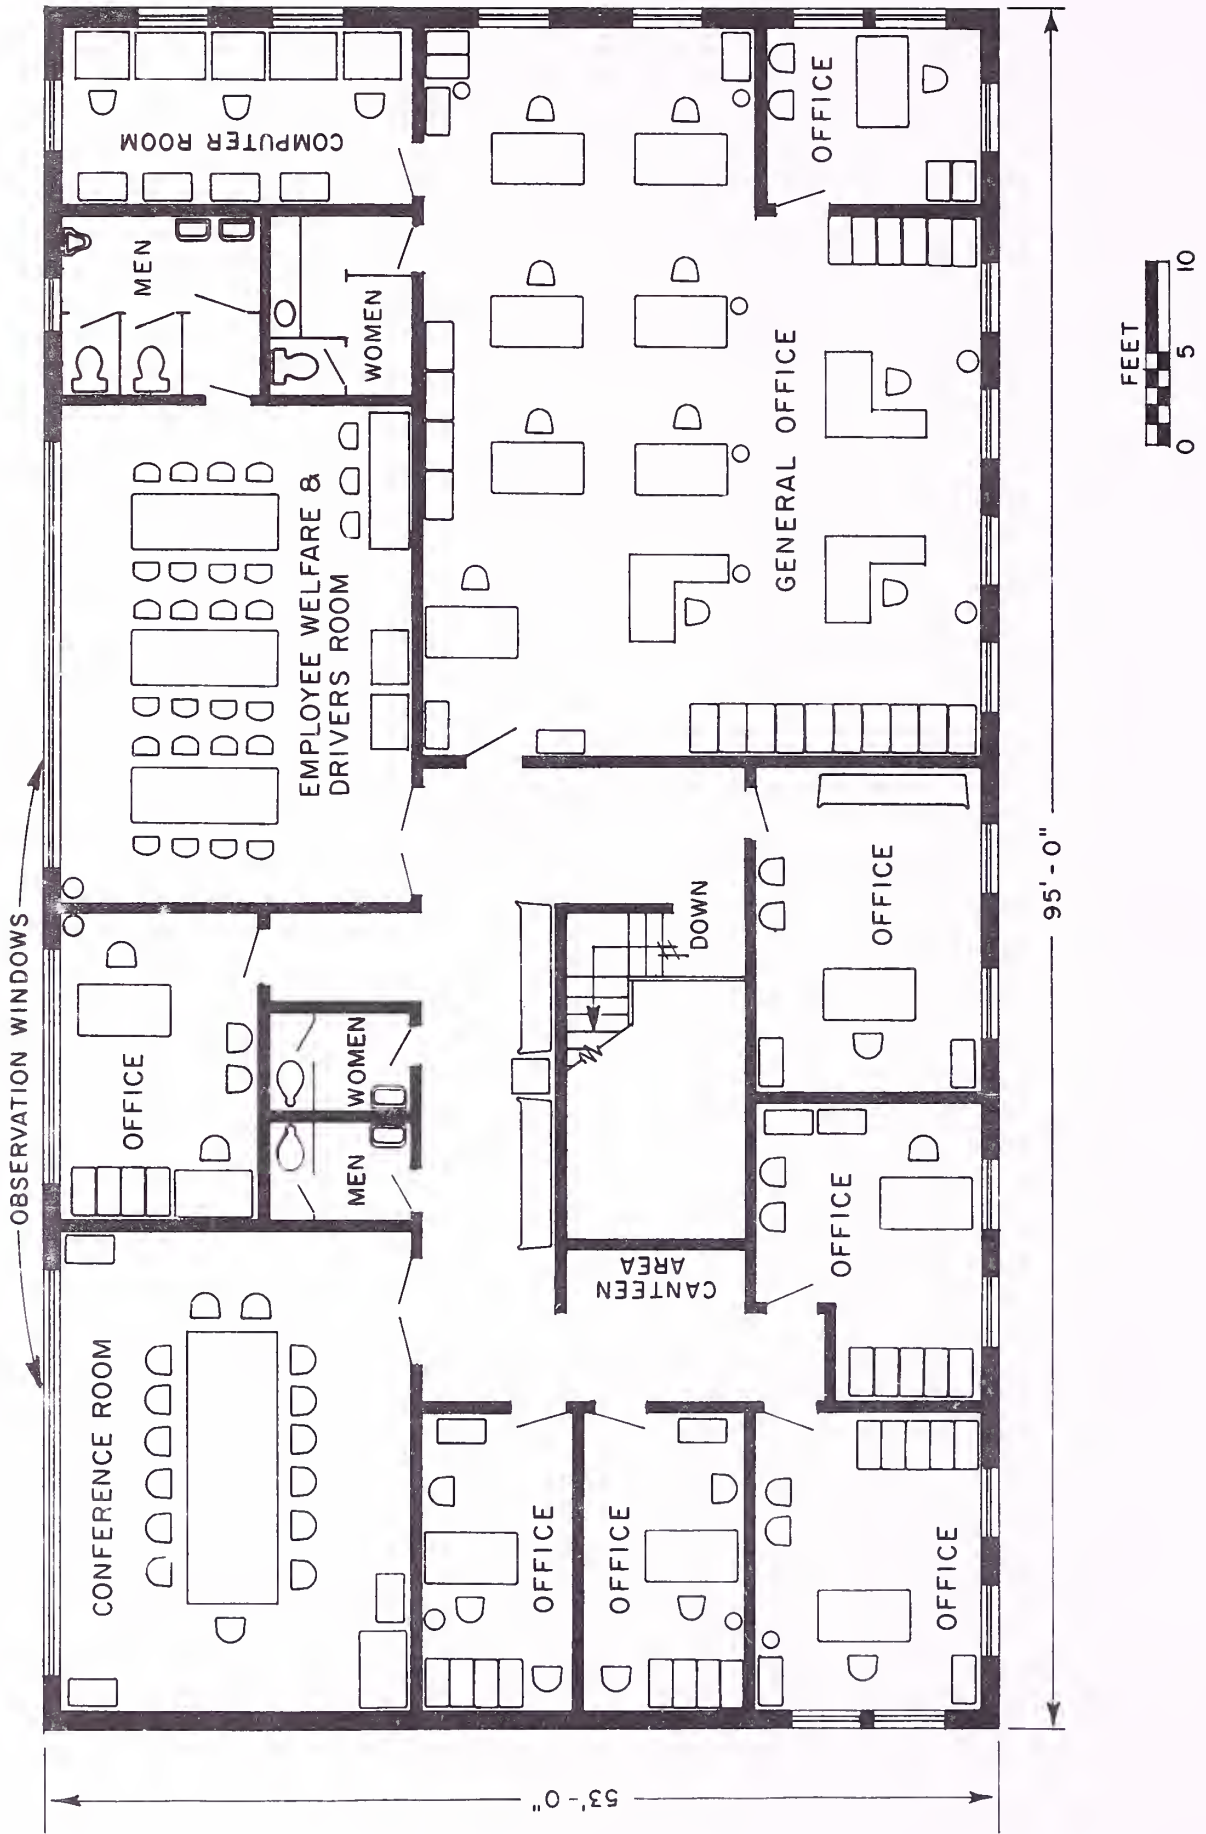 OBSERVATION WINDOWS
CONFERENCE ROOM
OFFICE
EMPLOYEE WELFARE &
DRIVERS ROOM
MEN
COMPUTER ROOM
MEN
WOMEN
WOMEN
OFFICE
OFFICE
CANTEEN
AREA
DOWN
GENERAL OFFICE
OFFICE
OFFICE
OFFICE
OFFICE
53'-0"
95'-0"
FEET
0 5 10